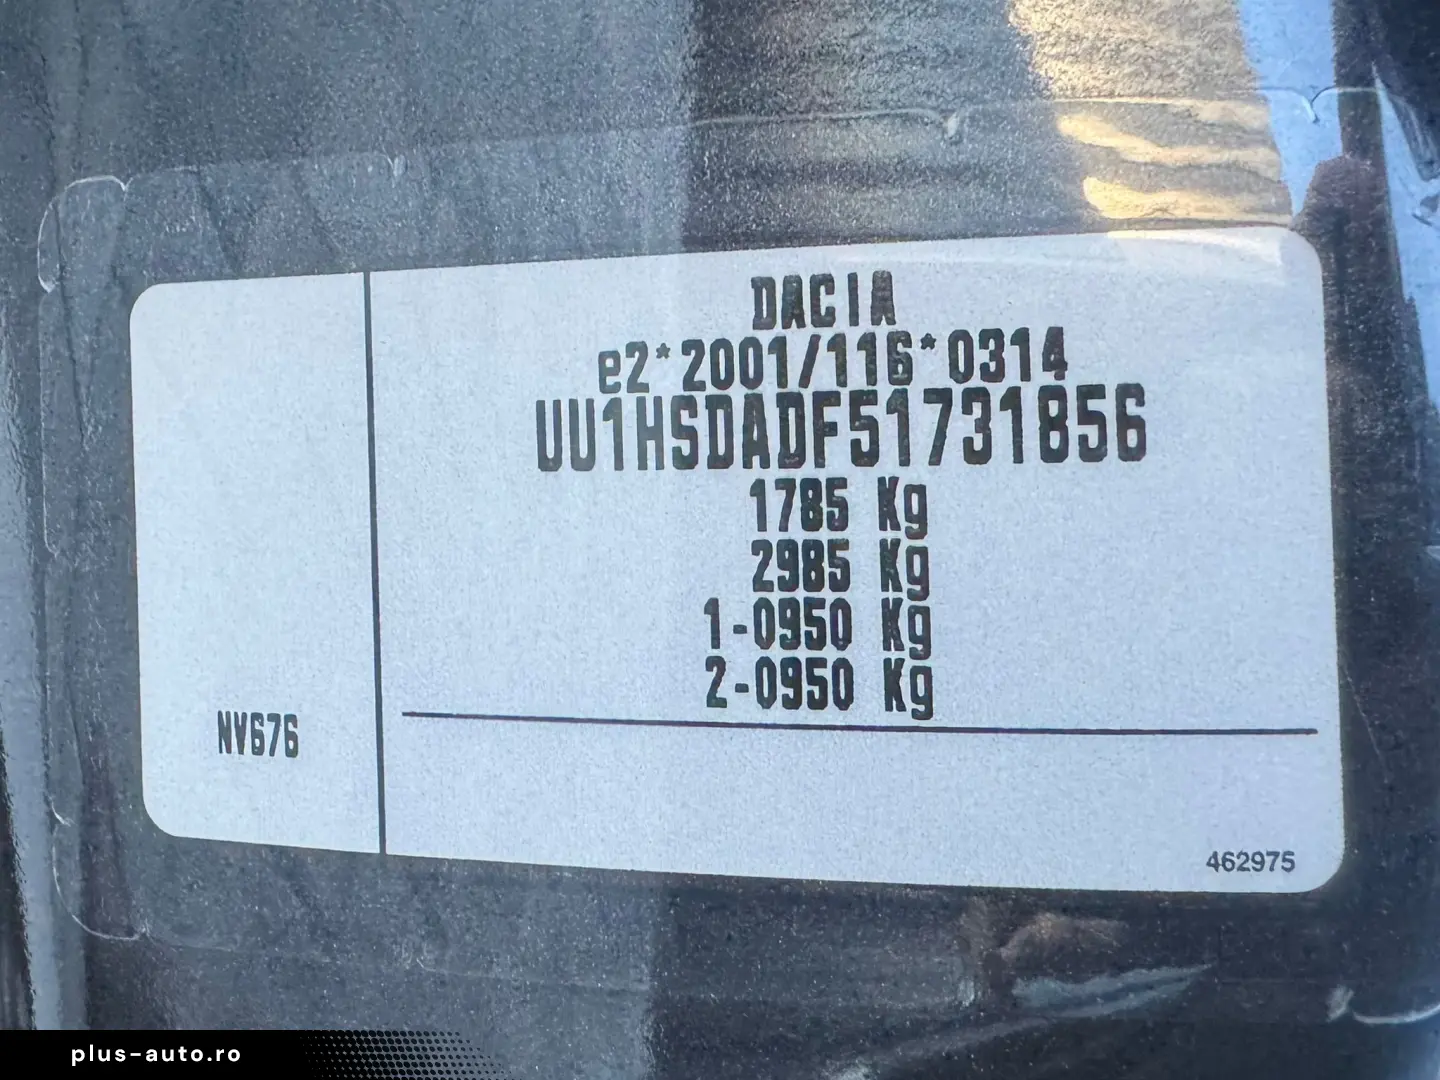 DACIA
e2*2001/116*0314
UU1HSDADF51731856
1785 Kg
2985 Kg
1-0950 Kg
2-0950 Kg
NV676
462975
plus-auto.ro